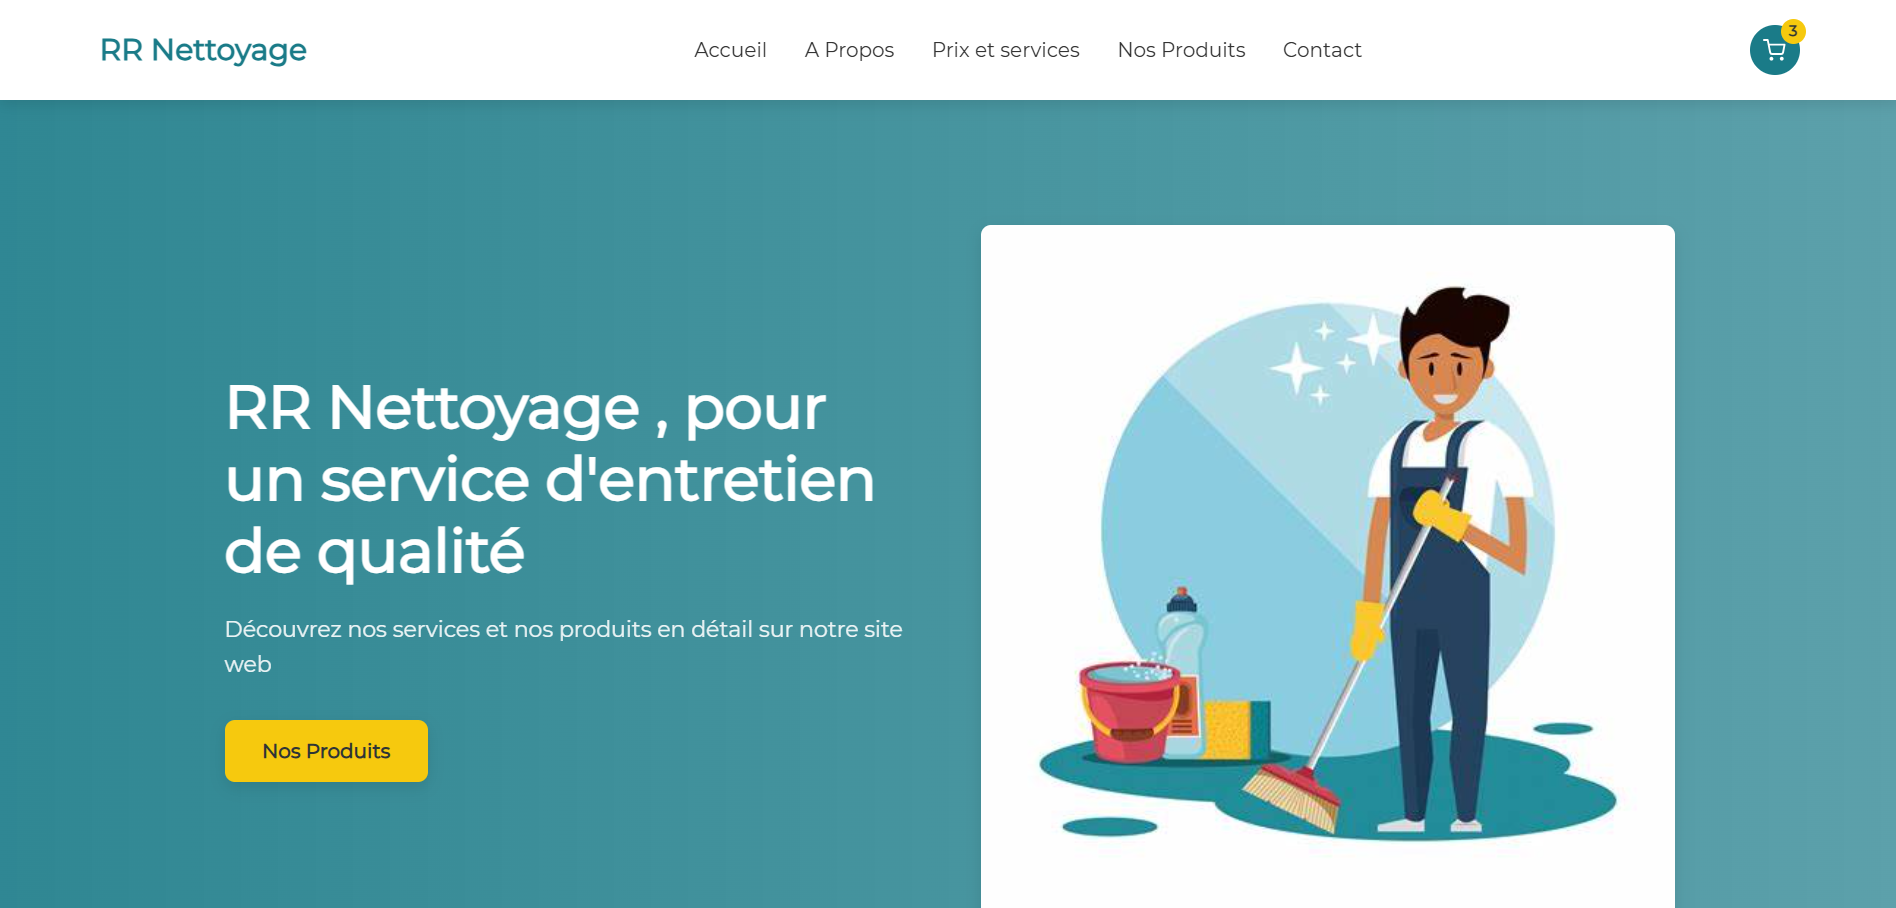 RR Nettoyage
Accueil A Propos Prix et services Nos Produits Contact
3
RR Nettoyage , pour
un service d'entretien
de qualité
Découvrez nos services et nos produits en détail sur notre site
web
Nos Produits